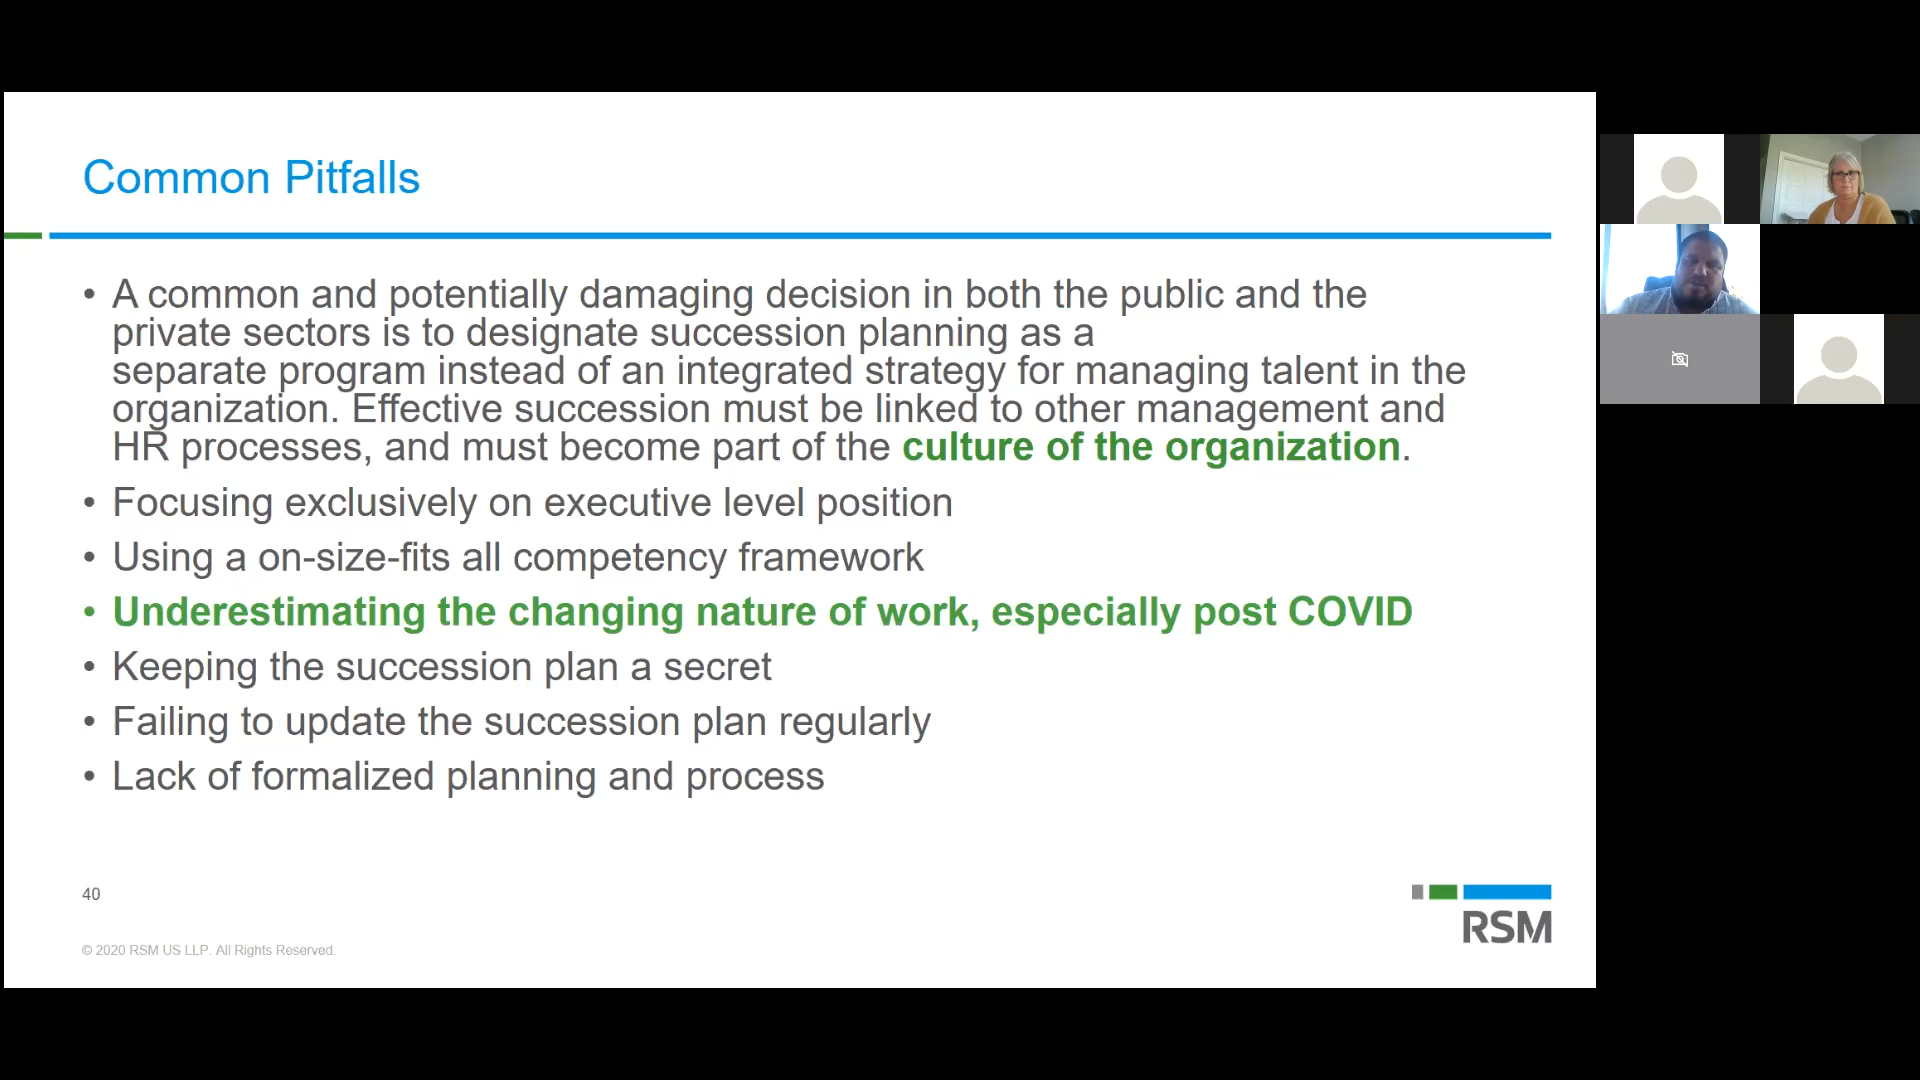 Common Pitfalls
• A common and potentially damaging decision in both the public and the
private sectors is to designate succession planning as a
separate program instead of an integrated strategy for managing talent in the
organization. Effective succession must be linked to other management and
HR processes, and must become part of the culture of the organization.
• Focusing exclusively on executive level position
• Using a on-size-fits all competency framework
• Underestimating the changing nature of work, especially post COVID
• Keeping the succession plan a secret
• Failing to update the succession plan regularly
• Lack of formalized planning and process
40
RSM
© 2020 RSM US LLP. All Rights Reserved.